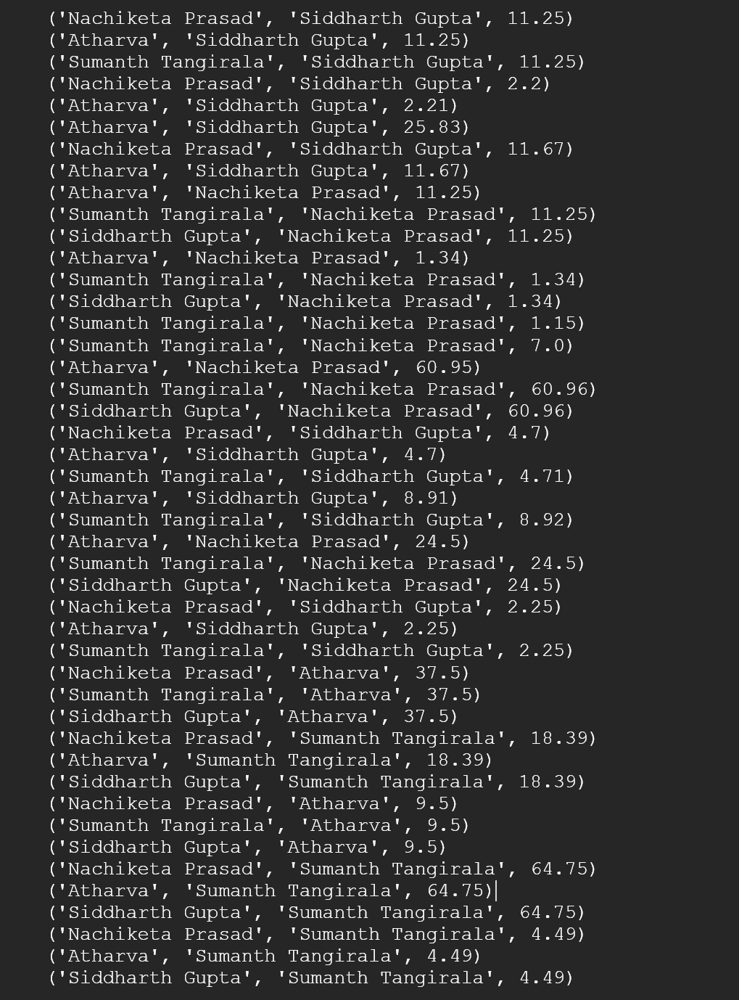 ('Nachiketa Prasad', 'Siddharth Gupta', 11.25)
('Atharva', 'Siddharth Gupta', 11.25)
('Sumanth Tangirala', 'Siddharth Gupta', 11.25)
('Nachiketa Prasad', 'Siddharth Gupta', 2.2)
('Atharva', 'Siddharth Gupta', 2.21)
('Atharva', 'Siddharth Gupta', 25.83)
('Nachiketa Prasad', 'Siddharth Gupta', 11.67)
('Atharva', 'Siddharth Gupta', 11.67)
('Atharva', 'Nachiketa Prasad', 11.25)
('Sumanth Tangirala', 'Nachiketa Prasad', 11.25)
('Siddharth Gupta', 'Nachiketa Prasad', 11.25)
('Atharva', 'Nachiketa Prasad', 1.34)
('Sumanth Tangirala', 'Nachiketa Prasad', 1.34)
('Siddharth Gupta', 'Nachiketa Prasad', 1.34)
('Sumanth Tangirala', 'Nachiketa Prasad', 1.15)
('Sumanth Tangirala', 'Nachiketa Prasad', 7.0)
('Atharva', 'Nachiketa Prasad', 60.95)
('Sumanth Tangirala', 'Nachiketa Prasad', 60.96)
('Siddharth Gupta', 'Nachiketa Prasad', 60.96)
('Nachiketa Prasad', 'Siddharth Gupta', 4.7)
('Atharva', 'Siddharth Gupta', 4.7)
('Sumanth Tangirala', 'Siddharth Gupta', 4.71)
('Atharva', 'Siddharth Gupta', 8.91)
('Sumanth Tangirala', 'Siddharth Gupta', 8.92)
('Atharva', 'Nachiketa Prasad', 24.5)
('Sumanth Tangirala', 'Nachiketa Prasad', 24.5)
('Siddharth Gupta', 'Nachiketa Prasad', 24.5)
('Nachiketa Prasad', 'Siddharth Gupta', 2.25)
('Atharva', 'Siddharth Gupta', 2.25)
('Sumanth Tangirala', 'Siddharth Gupta', 2.25)
('Nachiketa Prasad', 'Atharva', 37.5)
('Sumanth Tangirala', 'Atharva', 37.5)
('Siddharth Gupta', 'Atharva', 37.5)
('Nachiketa Prasad', 'Sumanth Tangirala', 18.39)
('Atharva', 'Sumanth Tangirala', 18.39)
('Siddharth Gupta', 'Sumanth Tangirala', 18.39)
('Nachiketa Prasad', 'Atharva', 9.5)
('Sumanth Tangirala', 'Atharva', 9.5)
('Siddharth Gupta', 'Atharva', 9.5)
('Nachiketa Prasad', 'Sumanth Tangirala', 64.75)
('Atharva', 'Sumanth Tangirala', 64.75)
('Siddharth Gupta', 'Sumanth Tangirala', 64.75)
('Nachiketa Prasad', 'Sumanth Tangirala', 4.49)
('Atharva', 'Sumanth Tangirala', 4.49)
('Siddharth Gupta', 'Sumanth Tangirala', 4.49)